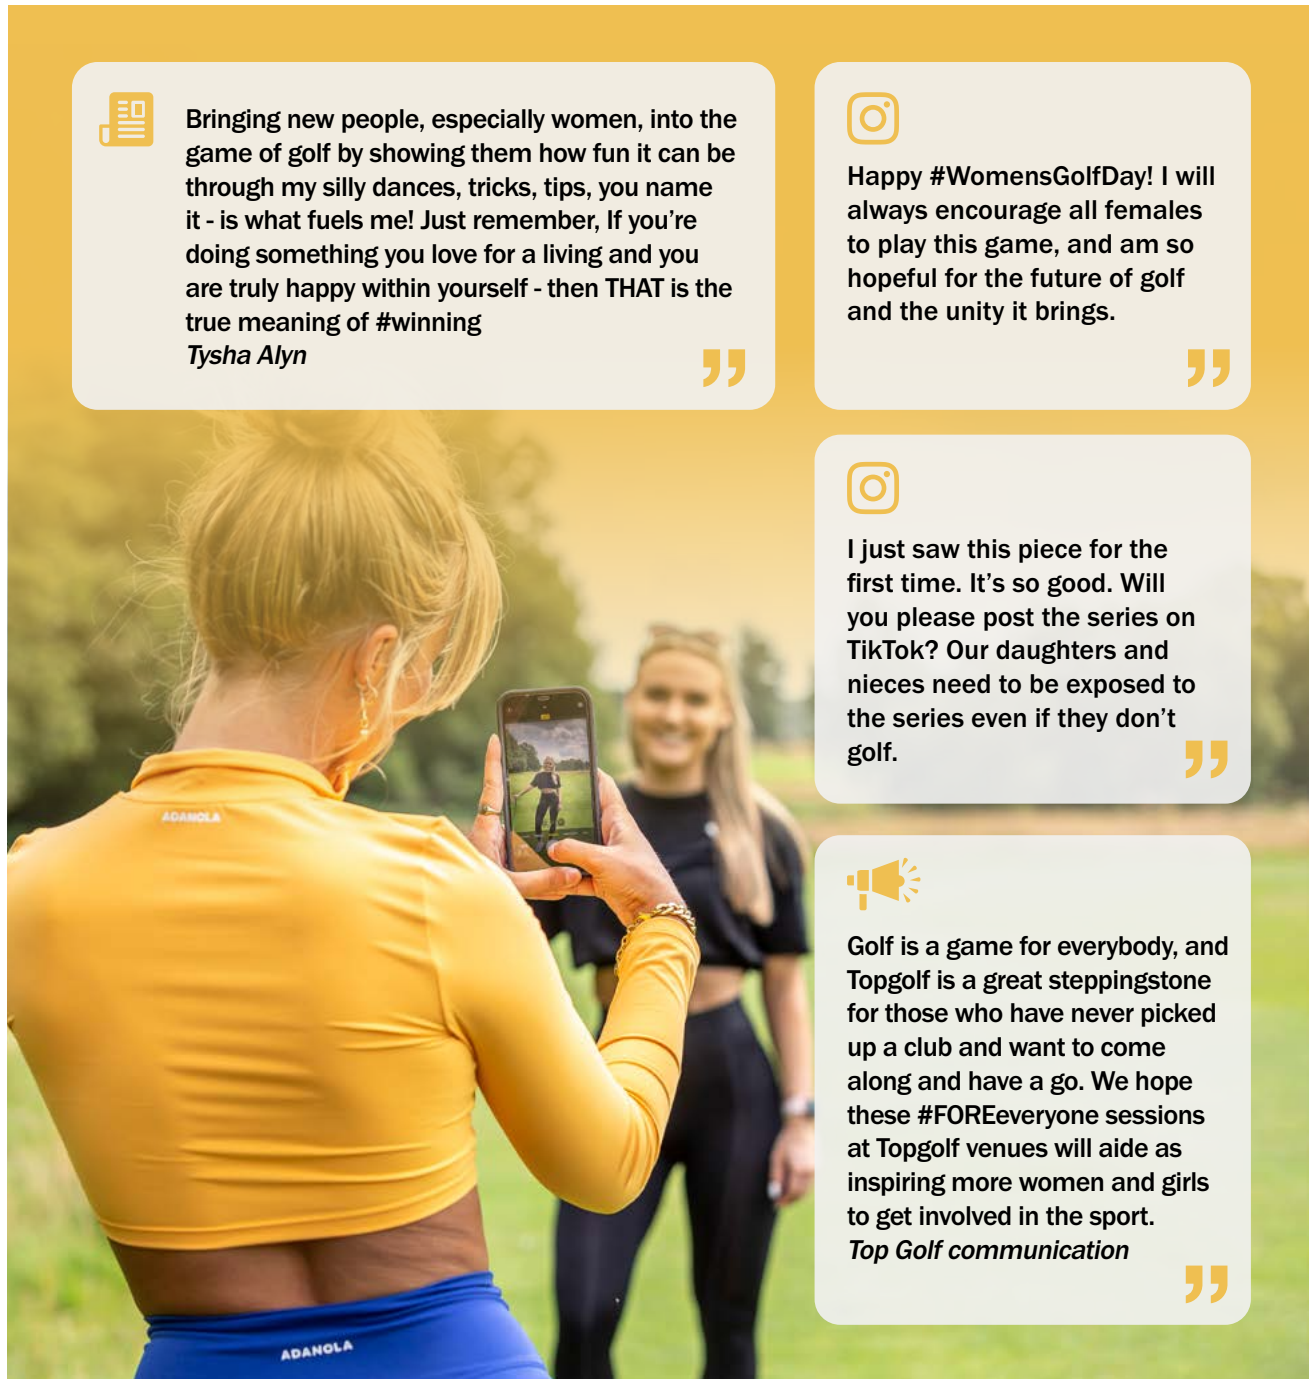 Bringing new people, especially women, into the
game of golf by showing them how fun it can be
through my silly dances, tricks, tips, you name
it - is what fuels me! Just remember, If you’re
doing something you love for a living and you
are truly happy within yourself - then THAT is the
true meaning of #winning
Tysha Alyn
Happy #WomensGolfDay! I will
always encourage all females
to play this game, and am so
hopeful for the future of golf
and the unity it brings.
I just saw this piece for the
first time. It’s so good. Will
you please post the series on
TikTok? Our daughters and
nieces need to be exposed to
the series even if they don’t
golf.
Golf is a game for everybody, and
Topgolf is a great steppingstone
for those who have never picked
up a club and want to come
along and have a go. We hope
these #FOREeveryone sessions
at Topgolf venues will aide as
inspiring more women and girls
to get involved in the sport.
Top Golf communication
ADANOLA
ADANOLA